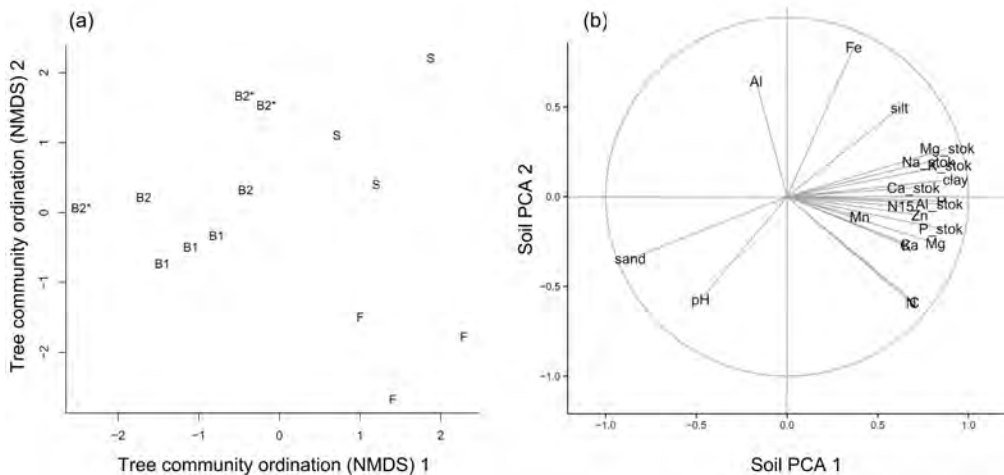 (a)
Tree community ordination (NMDS) 2
2
1
0
−1
−2
S
B2*
B2*
S
S
B2
B2
B2*
B1
B1
B1
F
F
F
−2
−1
0
1
2
Tree community ordination (NMDS) 1
(b)
Soil PCA 2
0.5
0.0
−0.5
−1.0
Fe
Al
silt
Mg_stok
Na_stok
K_stok
clay
Ca_stok
N15
Al_stok
Zn
Mn
P_stok
Mg
sand
pH
N
C
−1.0
−0.5
0.0
0.5
1.0
Soil PCA 1